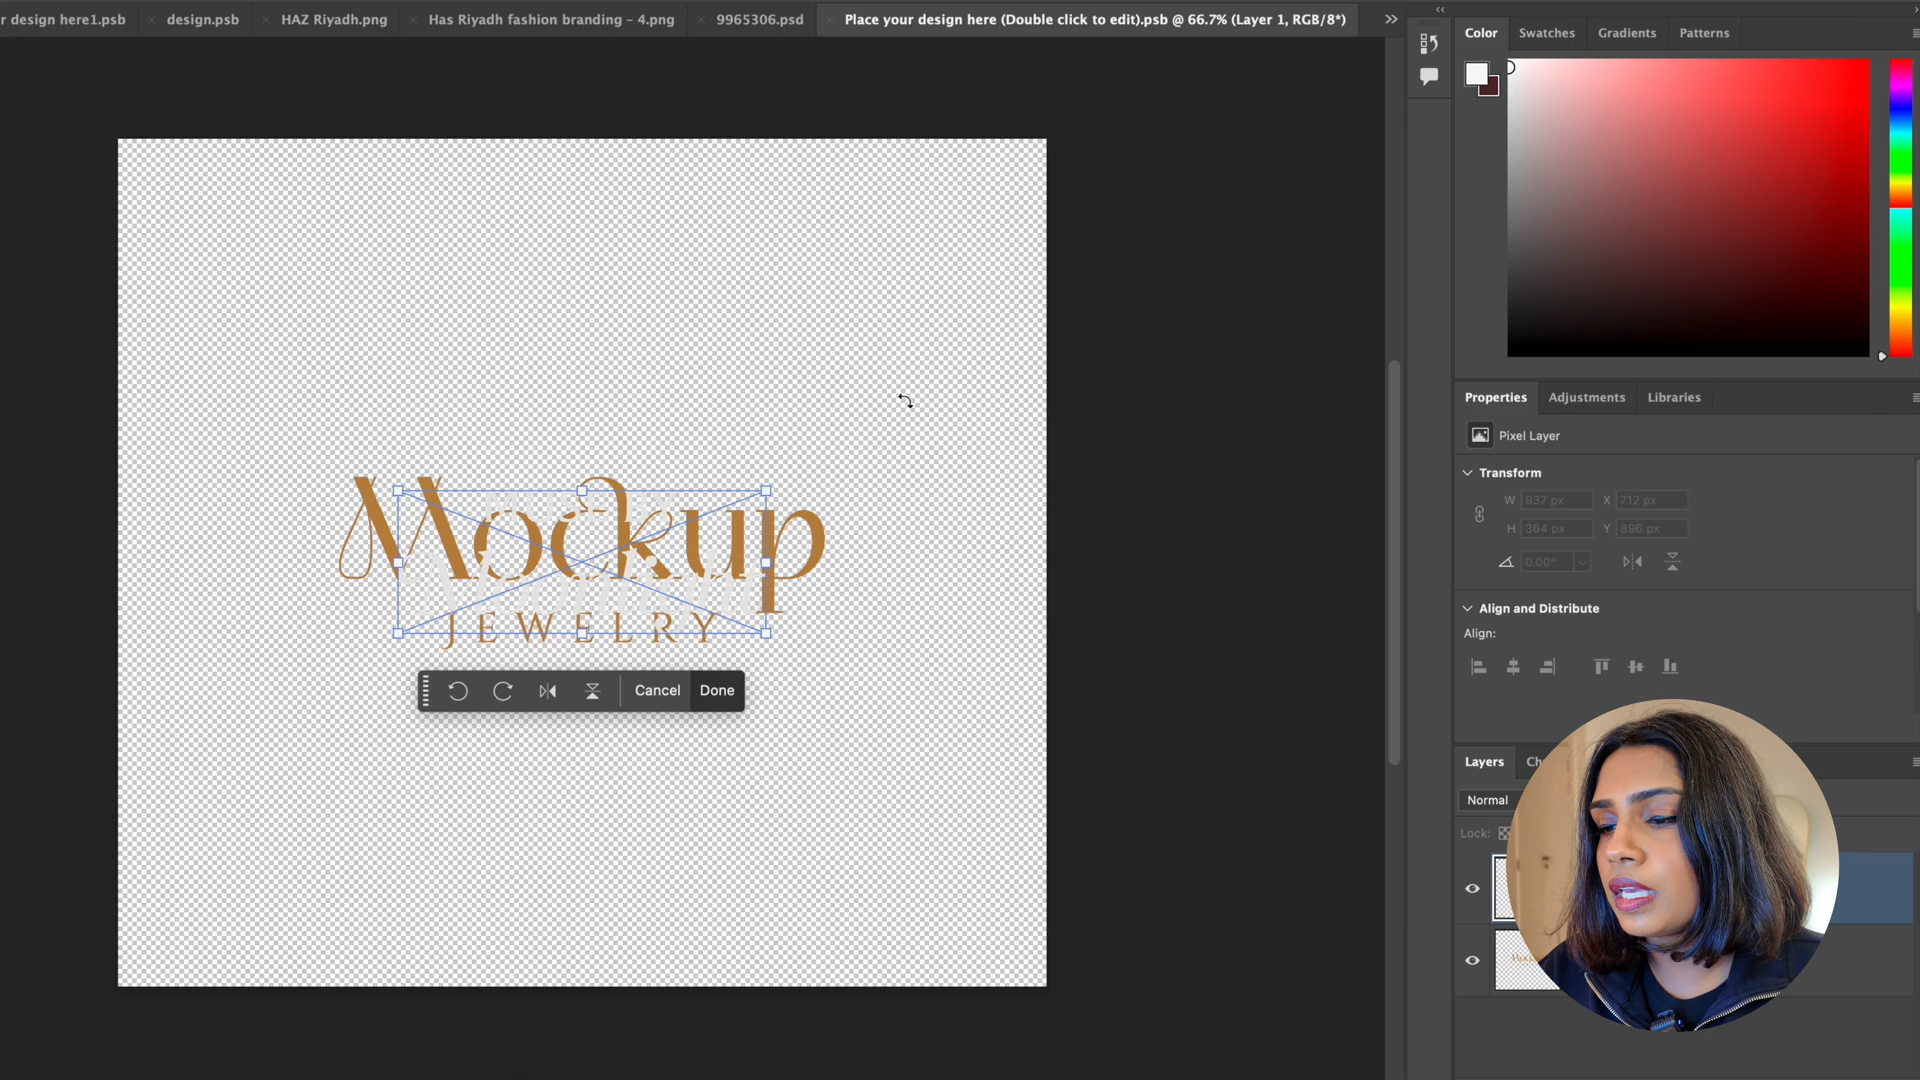 r design here1.psb
design.psb
HAZ Riyadh.png
Has Riyadh fashion branding – 4.png
9965306.psd
Place your design here (Double click to edit).psb @ 66.7% (Layer 1, RGB/8*)
Color
Swatches
Gradients
Patterns
Properties
Adjustments
Libraries
Pixel Layer
Transform
W 937 px X 712 px
H 364 px Y 896 px
0.00°
Align and Distribute
Align:
Mockup
JEWELRY
Cancel
Done
Layers
Ch
Normal
Lock: